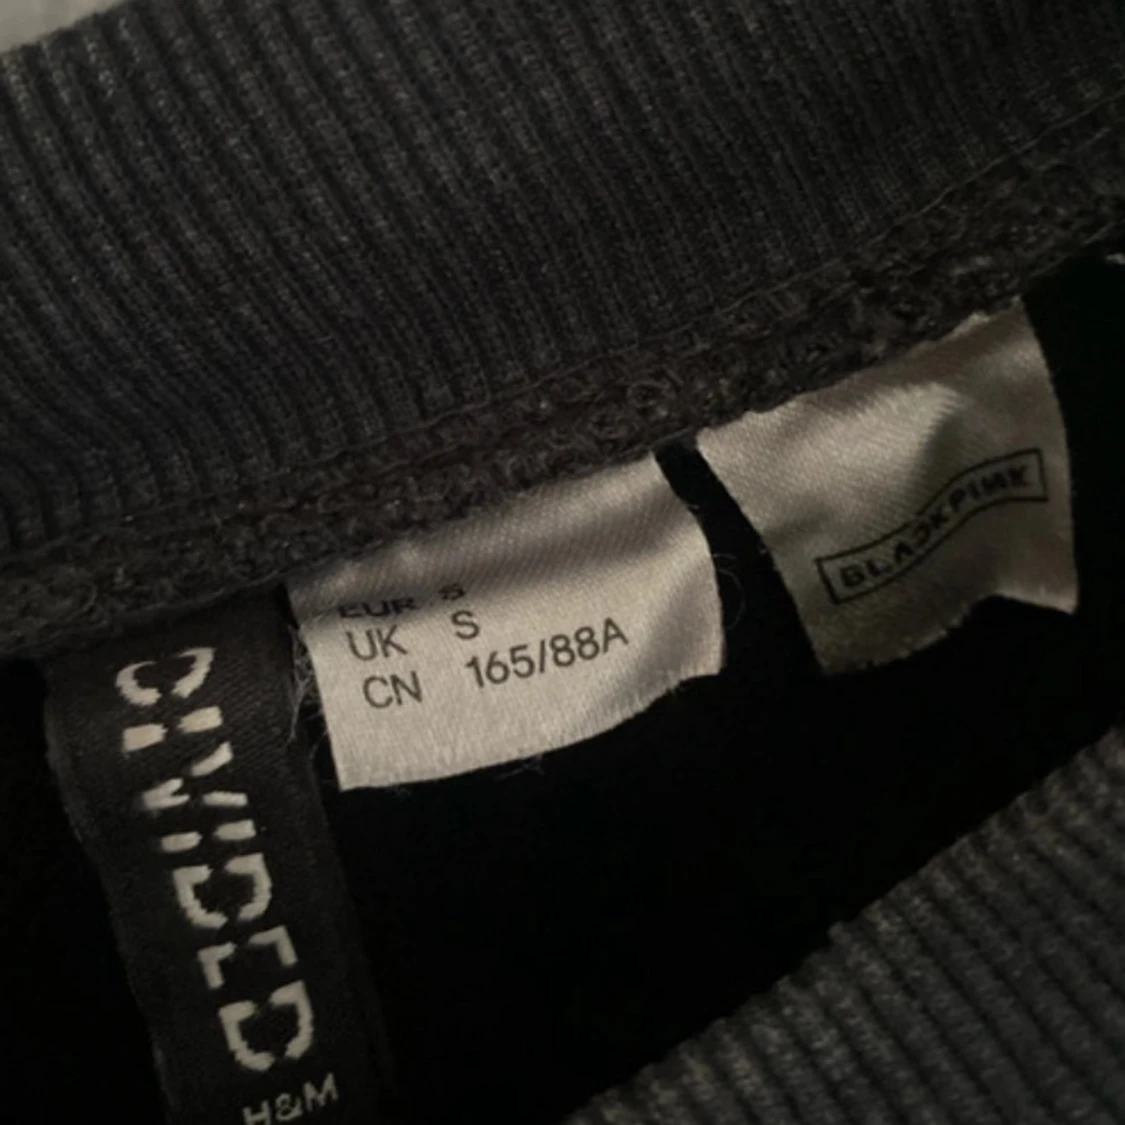 DIVIDED
H&M
EUR S
UK S
CN 165/88A
BLACKPINK